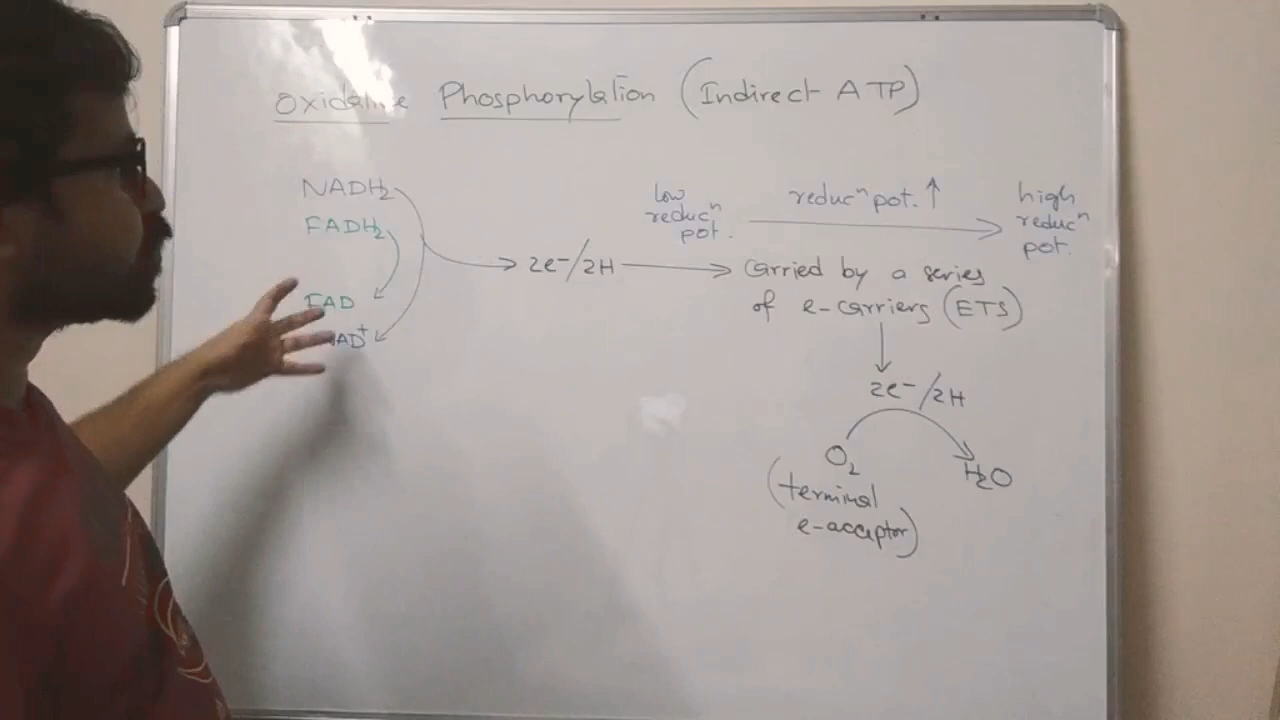 Oxidative Phosphorylation (Indirect ATP)
NADH2
FADH2
FAD
NAD+
2e-/2H
low
reducn
pot.
reducn pot. ↑
high
reducn
pot.
carried by a series
of e-carriers (ETS)
2e-/2H
O2
H2O
(terminal
e-acceptor)